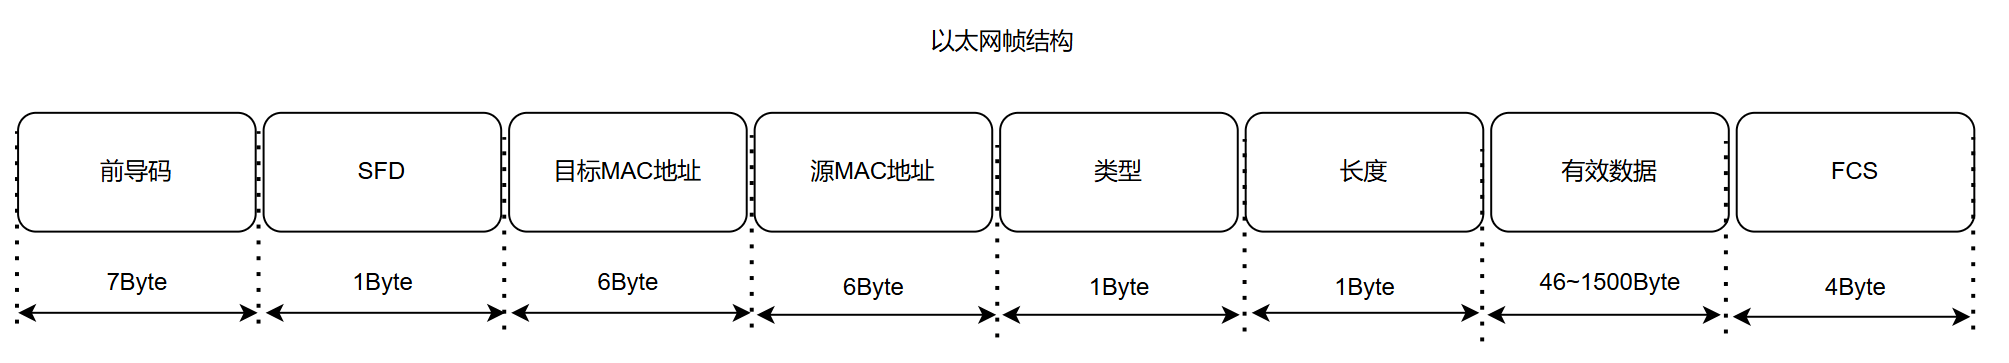 以太网帧结构
前导码
SFD
目标MAC地址
源MAC地址
类型
长度
有效数据
FCS
7Byte
1Byte
6Byte
6Byte
1Byte
1Byte
46~1500Byte
4Byte